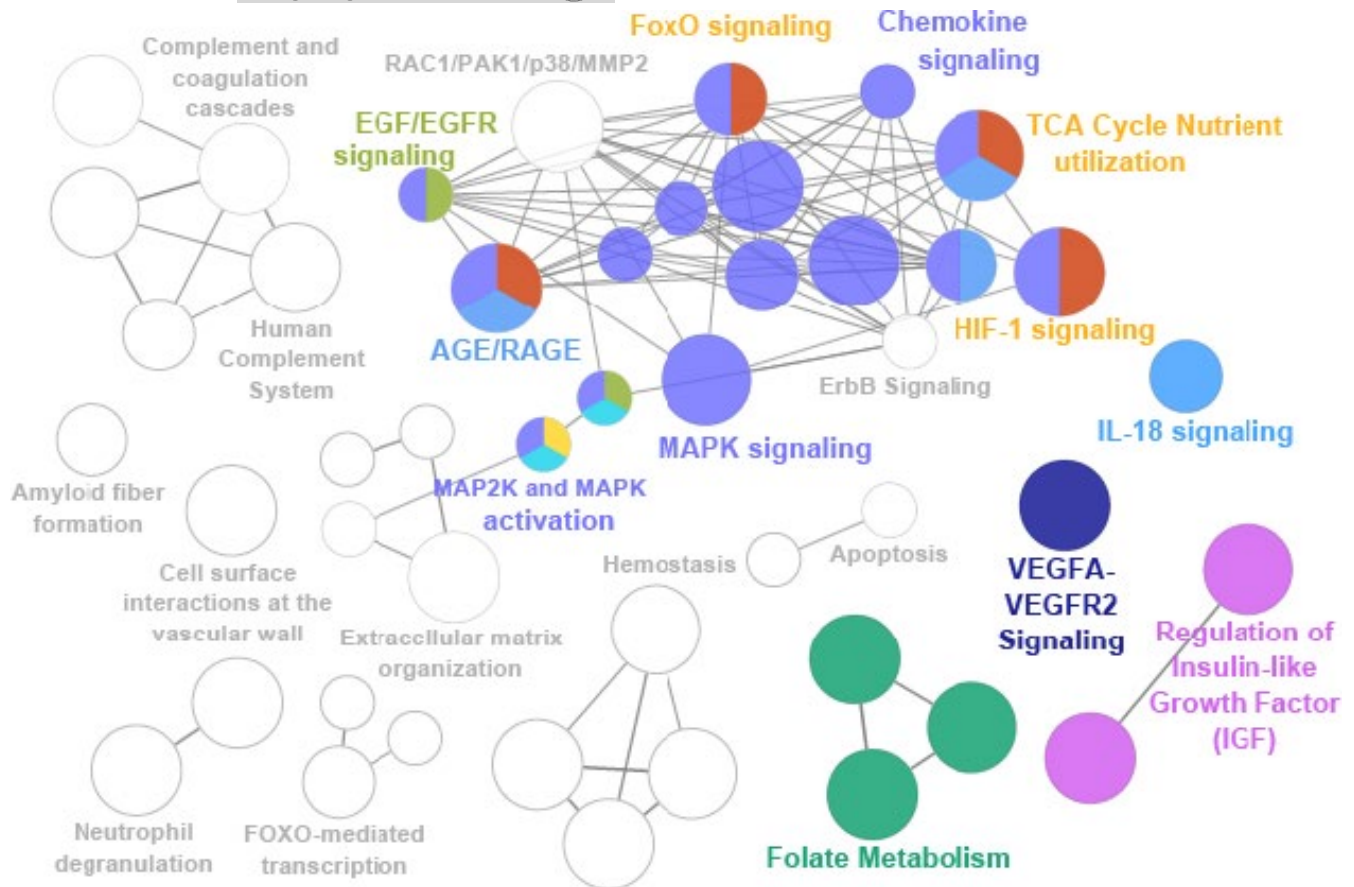 FoxO signaling
Chemokine
signaling
Complement and
coagulation
cascades
RAC1/PAK1/p38/MMP2
EGF/EGFR
signaling
TCA Cycle Nutrient
utilization
Human
Complement
System
AGE/RAGE
HIF-1 signaling
ErbB Signaling
IL-18 signaling
MAPK signaling
Amyloid fiber
formation
MAP2K and MAPK
activation
Cell surface
interactions at the
vascular wall
Extracellular matrix
organization
Hemostasis
Apoptosis
VEGFA-
VEGFR2
Signaling
Regulation of
Insulin-like
Growth Factor
(IGF)
Neutrophil
degranulation
FOXO-mediated
transcription
Folate Metabolism